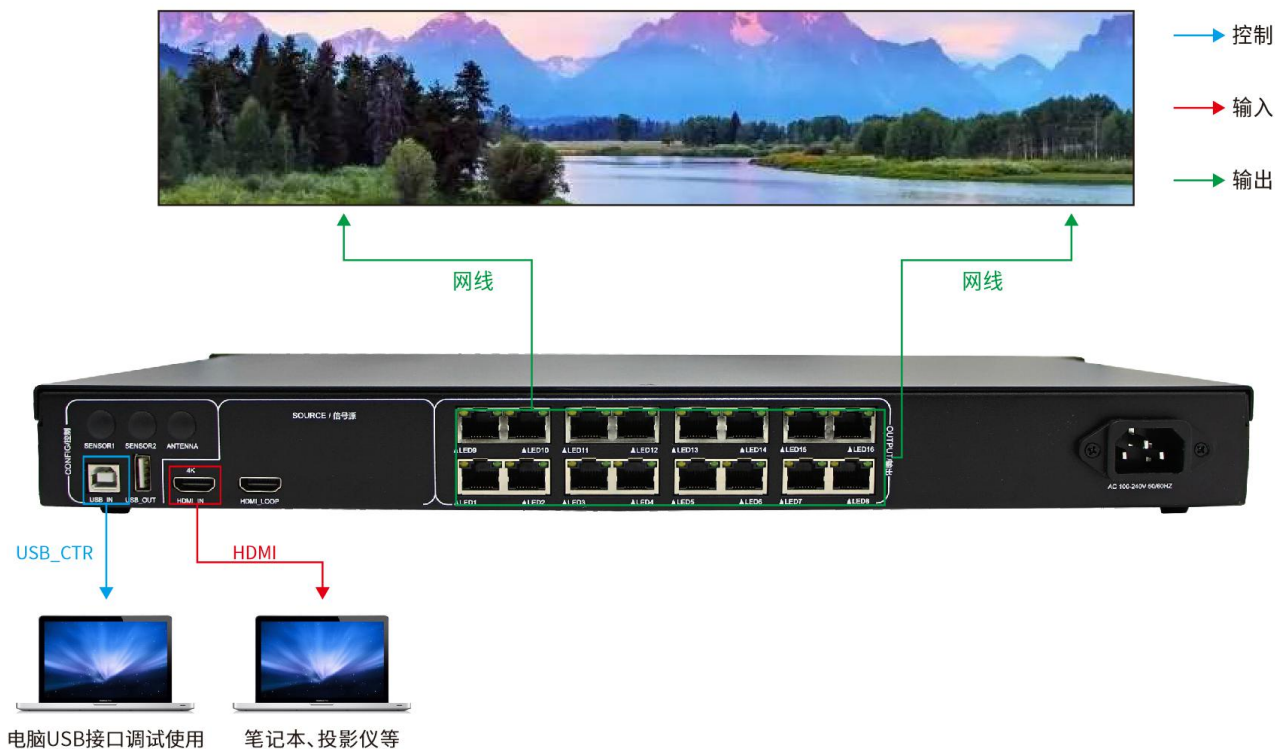 控制
输入
输出
网线
网线
SOURCE / 信号源
CONFIG/控制
SENSOR1
SENSOR2
ANTENNA
USB_IN
USB_OUT
4K
HDMI_IN
HDMI_LOOP
▲LED9
▲LED10
▲LED11
▲LED12
▲LED13
▲LED14
▲LED15
▲LED16
▲LED1
▲LED2
▲LED3
▲LED4
▲LED5
▲LED6
▲LED7
▲LED8
OUTPUT/输出
AC 100-240V 50/60HZ
USB_CTR
HDMI
电脑USB接口调试使用
笔记本、投影仪等